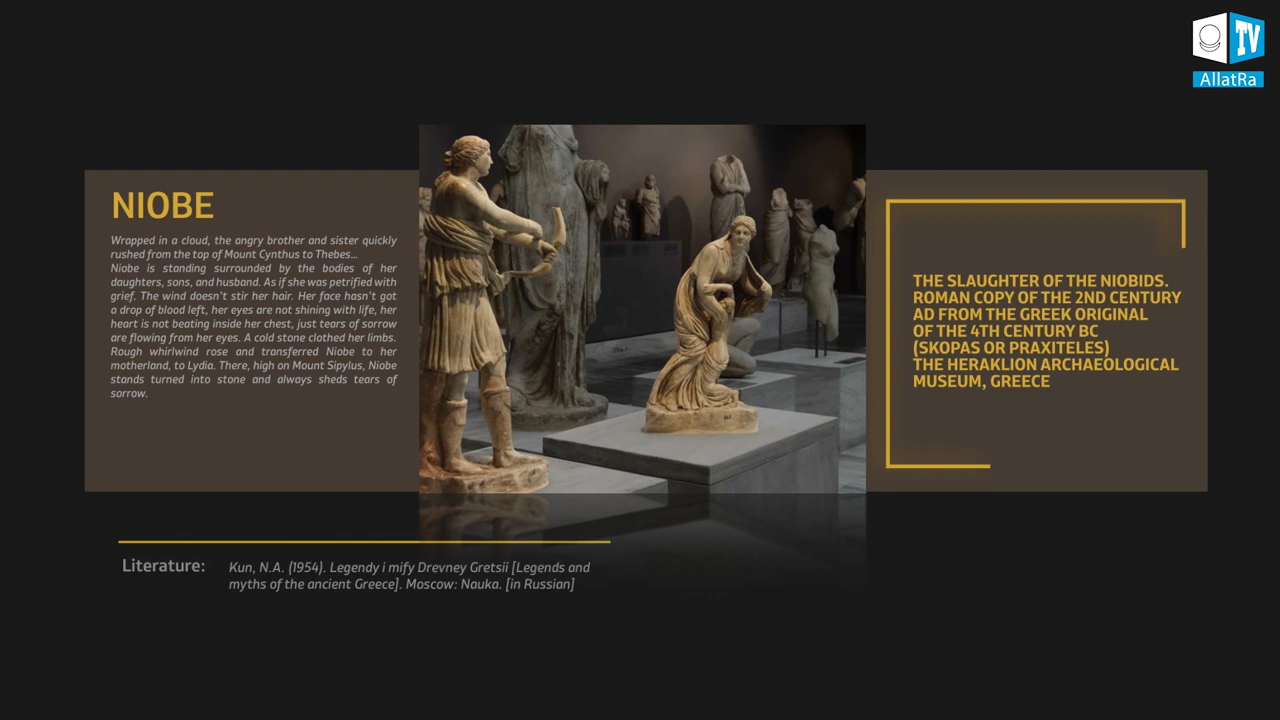 TV
AllatRa
NIOBE
Wrapped in a cloud, the angry brother and sister quickly
rushed from the top of Mount Cynthus to Thebes...
Niobe is standing surrounded by the bodies of her
daughters, sons, and husband. As if she was petrified with
grief. The wind doesn't stir her hair. Her face hasn't got
a drop of blood left, her eyes are not shining with life, her
heart is not beating inside her chest, just tears of sorrow
are flowing from her eyes. A cold stone clothed her limbs.
Rough whirlwind rose and transferred Niobe to her
motherland, to Lydia. There, high on Mount Sipylus, Niobe
stands turned into stone and always sheds tears of
sorrow.
THE SLAUGHTER OF THE NIOBIDS.
ROMAN COPY OF THE 2ND CENTURY
AD FROM THE GREEK ORIGINAL
OF THE 4TH CENTURY BC
(SKOPAS OR PRAXITELES)
THE HERAKLION ARCHAEOLOGICAL
MUSEUM, GREECE
Literature:
Kun, N.A. (1954). Legendy i mify Drevney Gretsii [Legends and
myths of the ancient Greece]. Moscow: Nauka. [in Russian]